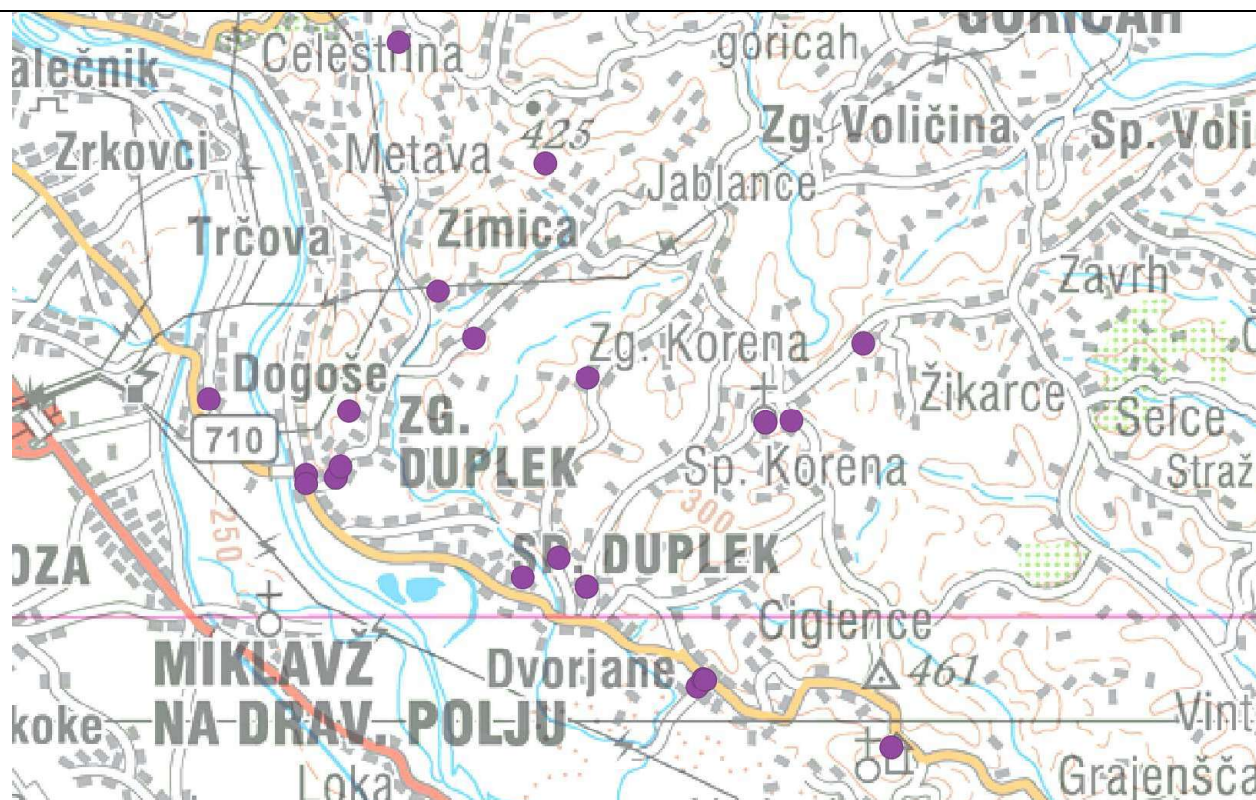 GORICAH
goricah
Celestrina
alečnik
425
Zg. Voličina
Sp. Voli
Zrkovci
Metava
Jablance
Trčova
Zimica
Zavrh
Zg. Korena
Dogoše
Žikarce
ZG.
DUPLEK
Selce
710
Sp. Korena
Straž
250
300
SP. DUPLEK
OZA
Ciglence
MIKLAVŽ
NA DRAV. POLJU
Dvorjane
461
koke
Vint
Loka
Grajenšča